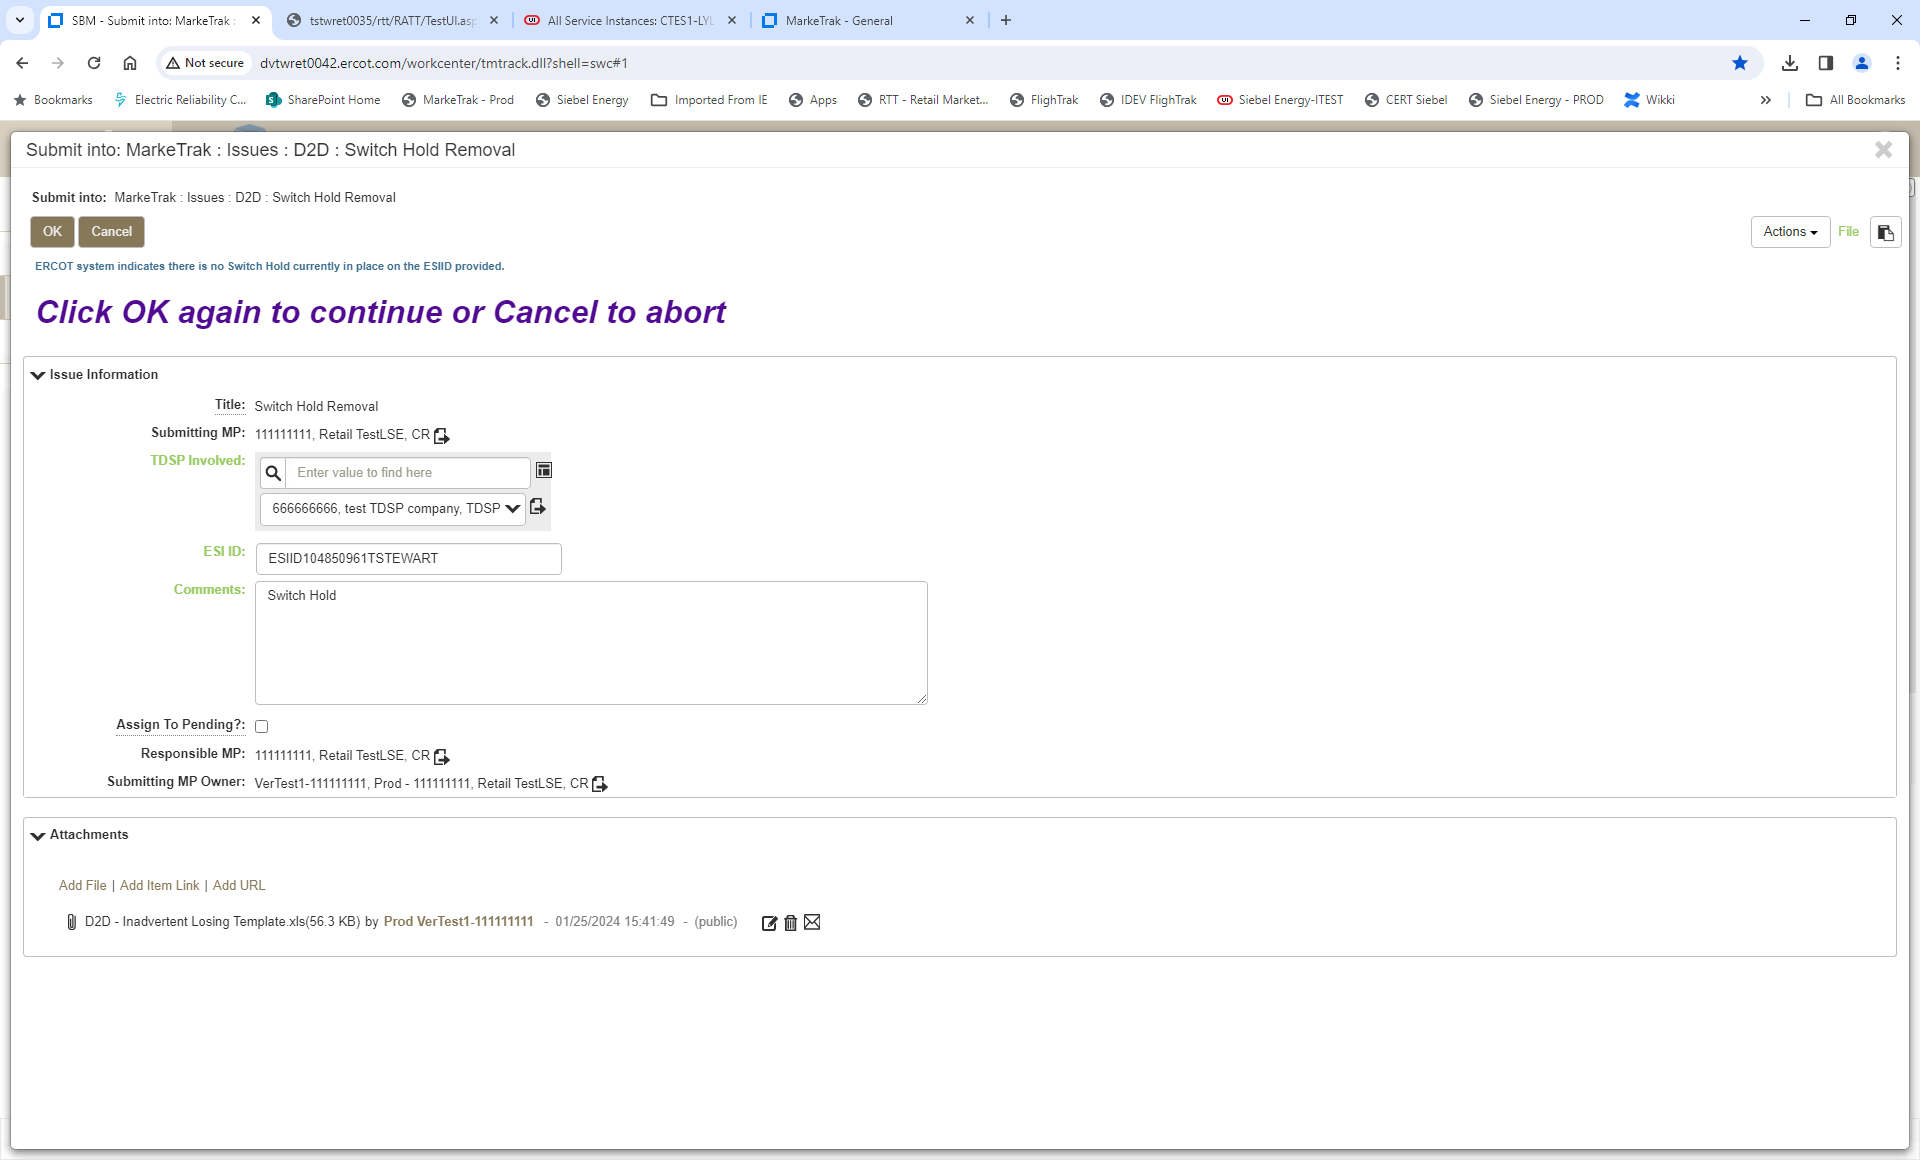 SBM - Submit into: MarkeTrak :
tstwret0035/rtt/RATT/TestUI.asp
All Service Instances: CTES1-LYL
MarkeTrak - General
Not secure
dvtwret0042.ercot.com/workcenter/tmtrack.dll?shell=swc#1
Bookmarks
Electric Reliability C...
SharePoint Home
MarkeTrak - Prod
Siebel Energy
Imported From IE
Apps
RTT - Retail Market...
FlighTrak
IDEV FlighTrak
Siebel Energy-ITEST
CERT Siebel
Siebel Energy - PROD
Wikki
All Bookmarks
Submit into: MarkeTrak : Issues : D2D : Switch Hold Removal
Submit into: MarkeTrak : Issues : D2D : Switch Hold Removal
OK Cancel Actions File
ERCOT system indicates there is no Switch Hold currently in place on the ESIID provided.
Click OK again to continue or Cancel to abort
Issue Information
Title: Switch Hold Removal
Submitting MP: 111111111, Retail TestLSE, CR
TDSP Involved: Enter value to find here
666666666, test TDSP company, TDSP
ESI ID: ESIID104850961TSTEWART
Comments: Switch Hold
Assign To Pending?:
Responsible MP: 111111111, Retail TestLSE, CR
Submitting MP Owner: VerTest1-111111111, Prod - 111111111, Retail TestLSE, CR
Attachments
Add File | Add Item Link | Add URL
D2D - Inadvertent Losing Template.xls(56.3 KB) by Prod VerTest1-111111111 - 01/25/2024 15:41:49 - (public)